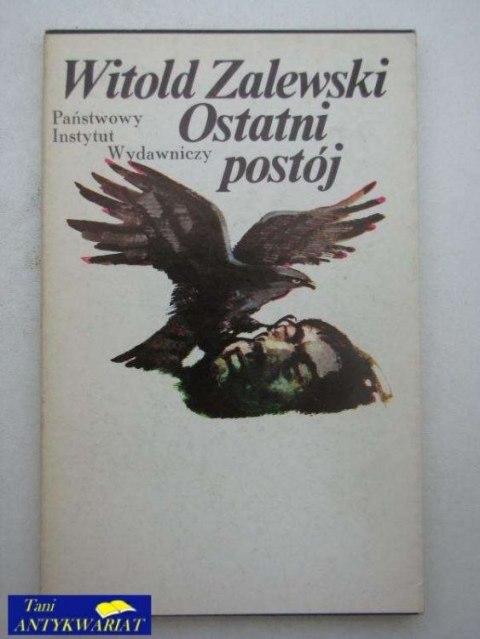 Witold Zalewski
Państwowy
Instytut
Wydawniczy
Ostatni
postój
Tani
ANTYKWARIAT